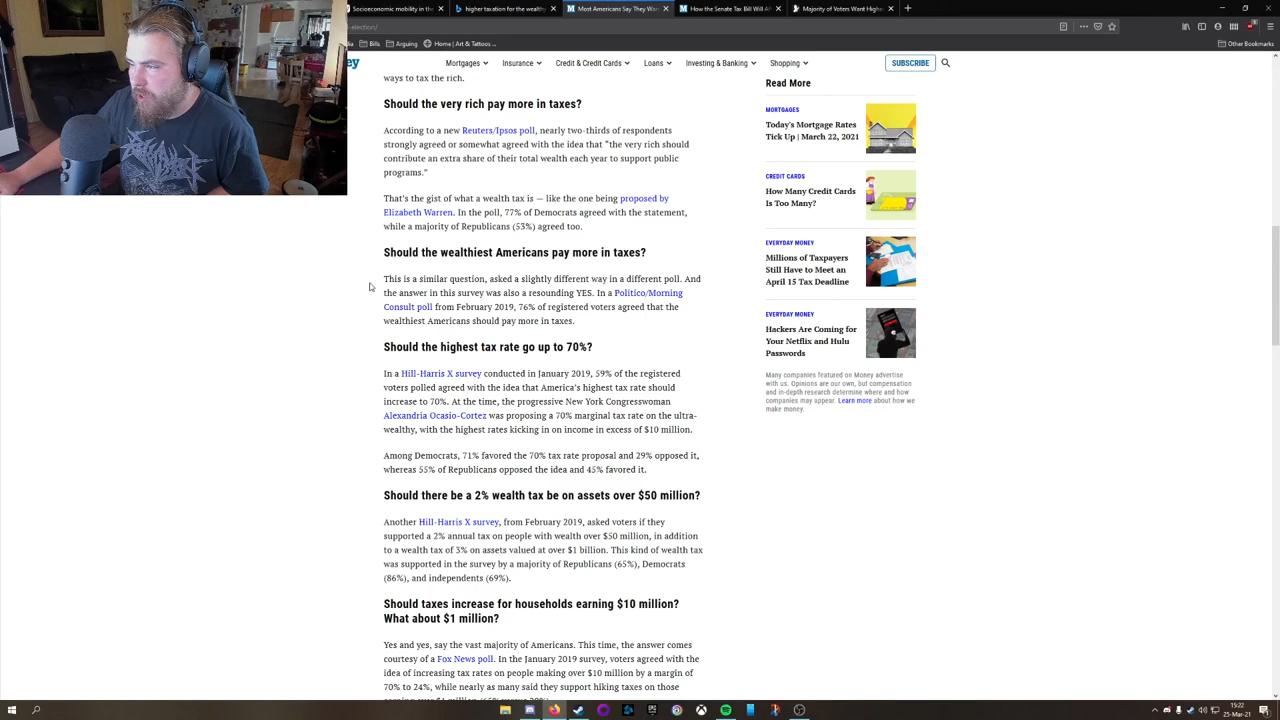 Socioeconomic mobility in the
higher taxation for the wealthy
Most Americans Say They Wan
How the Senate Tax Bill Will Af
Majority of Voters Want Higher
-election/
Bills
Arguing
Home | Art & Tattoos ...
Other Bookmarks
Mortgages
Insurance
Credit & Credit Cards
Loans
Investing & Banking
Shopping
SUBSCRIBE
ways to tax the rich.
Should the very rich pay more in taxes?
According to a new Reuters/Ipsos poll, nearly two-thirds of respondents
strongly agreed or somewhat agreed with the idea that “the very rich should
contribute an extra share of their total wealth each year to support public
programs.”
That’s the gist of what a wealth tax is — like the one being proposed by
Elizabeth Warren. In the poll, 77% of Democrats agreed with the statement,
while a majority of Republicans (53%) agreed too.
Should the wealthiest Americans pay more in taxes?
This is a similar question, asked a slightly different way in a different poll. And
the answer in this survey was also a resounding YES. In a Politico/Morning
Consult poll from February 2019, 76% of registered voters agreed that the
wealthiest Americans should pay more in taxes.
Should the highest tax rate go up to 70%?
In a Hill-Harris X survey conducted in January 2019, 59% of the registered
voters polled agreed with the idea that America’s highest tax rate should
increase to 70%. At the time, the progressive New York Congresswoman
Alexandria Ocasio-Cortez was proposing a 70% marginal tax rate on the ultra-
wealthy, with the highest rates kicking in on income in excess of $10 million.
Among Democrats, 71% favored the 70% tax rate proposal and 29% opposed it,
whereas 55% of Republicans opposed the idea and 45% favored it.
Should there be a 2% wealth tax be on assets over $50 million?
Another Hill-Harris X survey, from February 2019, asked voters if they
supported a 2% annual tax on people with wealth over $50 million, in addition
to a wealth tax of 3% on assets valued at over $1 billion. This kind of wealth tax
was supported in the survey by a majority of Republicans (65%), Democrats
(86%), and independents (69%).
Should taxes increase for households earning $10 million?
What about $1 million?
Yes and yes, say the vast majority of Americans. This time, the answer comes
courtesy of a Fox News poll. In the January 2019 survey, voters agreed with the
idea of increasing tax rates on people making over $10 million by a margin of
70% to 24%, while nearly as many said they support hiking taxes on those
Read More
MORTGAGES
Today's Mortgage Rates
Tick Up | March 22, 2021
CREDIT CARDS
How Many Credit Cards
Is Too Many?
EVERYDAY MONEY
Millions of Taxpayers
Still Have to Meet an
April 15 Tax Deadline
EVERYDAY MONEY
Hackers Are Coming for
Your Netflix and Hulu
Passwords
Many companies featured on Money advertise
with us. Opinions are our own, but compensation
and in-depth research determine where and how
companies may appear. Learn more about how we
make money.
15:22
25-Mar-21